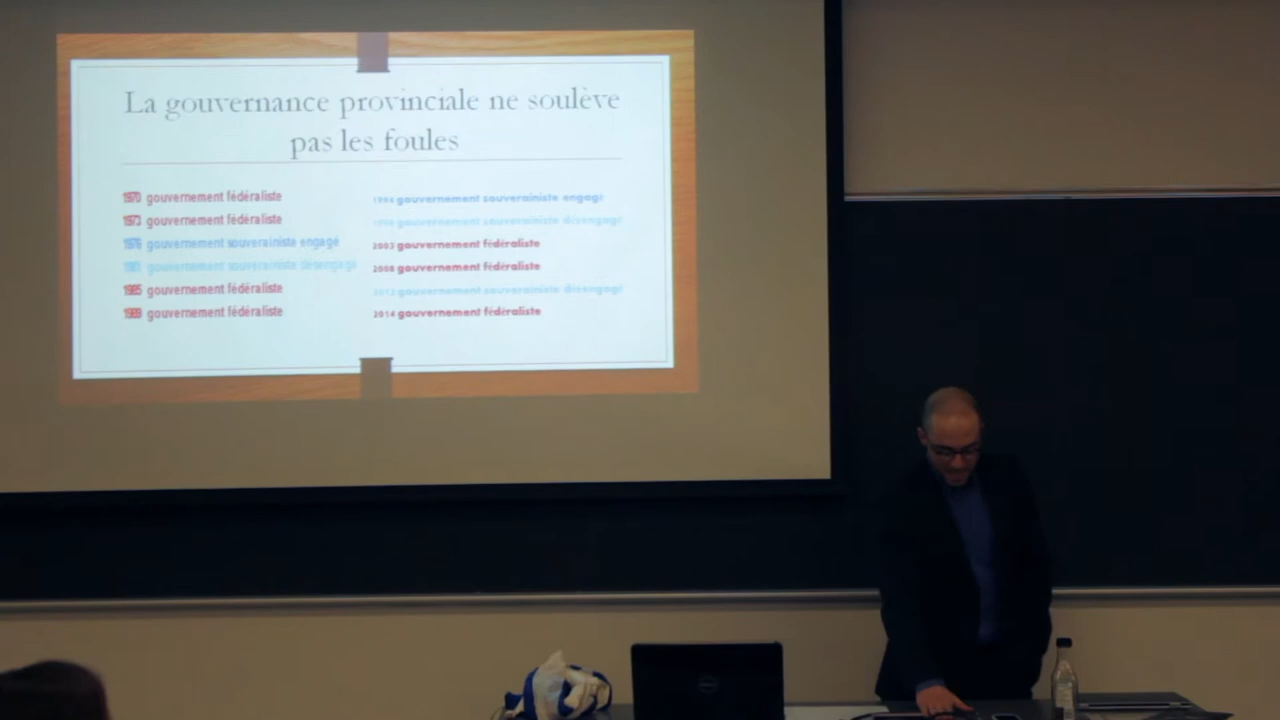 La gouvernance provinciale ne soulève
pas les foules
1970 gouvernement fédéraliste
1973 gouvernement fédéraliste
1976 gouvernement souverainiste engagé
1981 gouvernement souverainiste désengagé
1985 gouvernement fédéraliste
1989 gouvernement fédéraliste
1994 gouvernement souverainiste engagé
1998 gouvernement souverainiste désengagé
2003 gouvernement fédéraliste
2008 gouvernement fédéraliste
2012 gouvernement souverainiste désengagé
2014 gouvernement fédéraliste
DELL